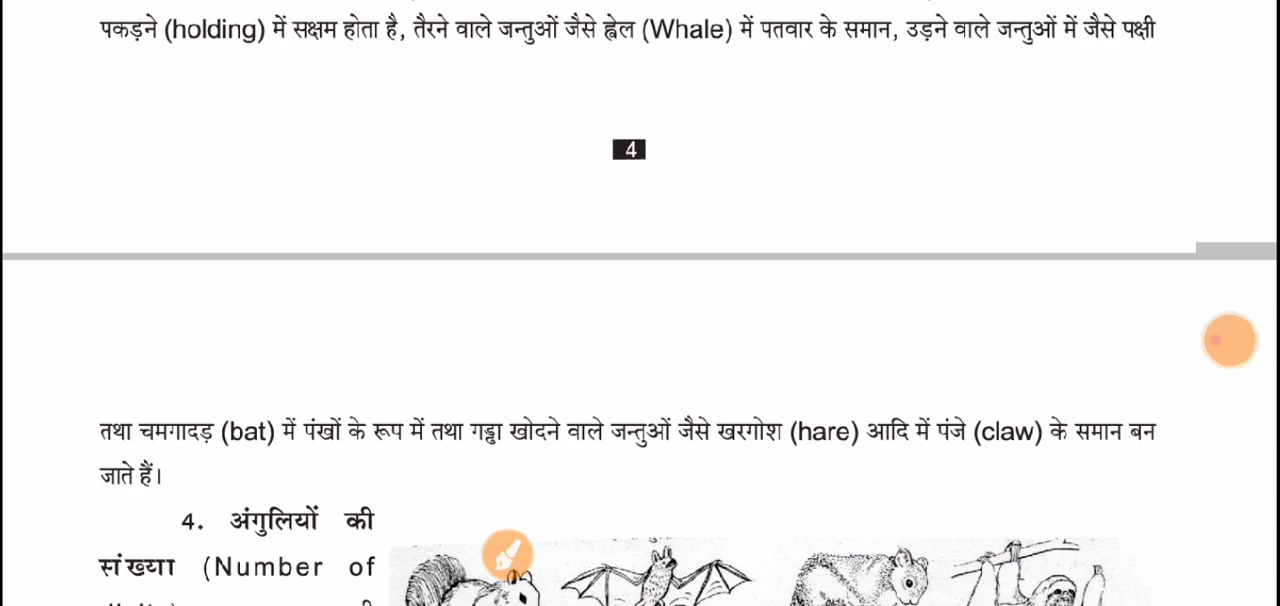 पकड़ने (holding) में सक्षम होता है, तैरने वाले जन्तुओं जैसे ह्वेल (Whale) में पतवार के समान, उड़ने वाले जन्तुओं में जैसे पक्षी
4
तथा चमगादड़ (bat) में पंखों के रूप में तथा गड्ढा खोदने वाले जन्तुओं जैसे खरगोश (hare) आदि में पंजे (claw) के समान बन
जाते हैं।
4. अंगुलियों की
संख्या (Number of